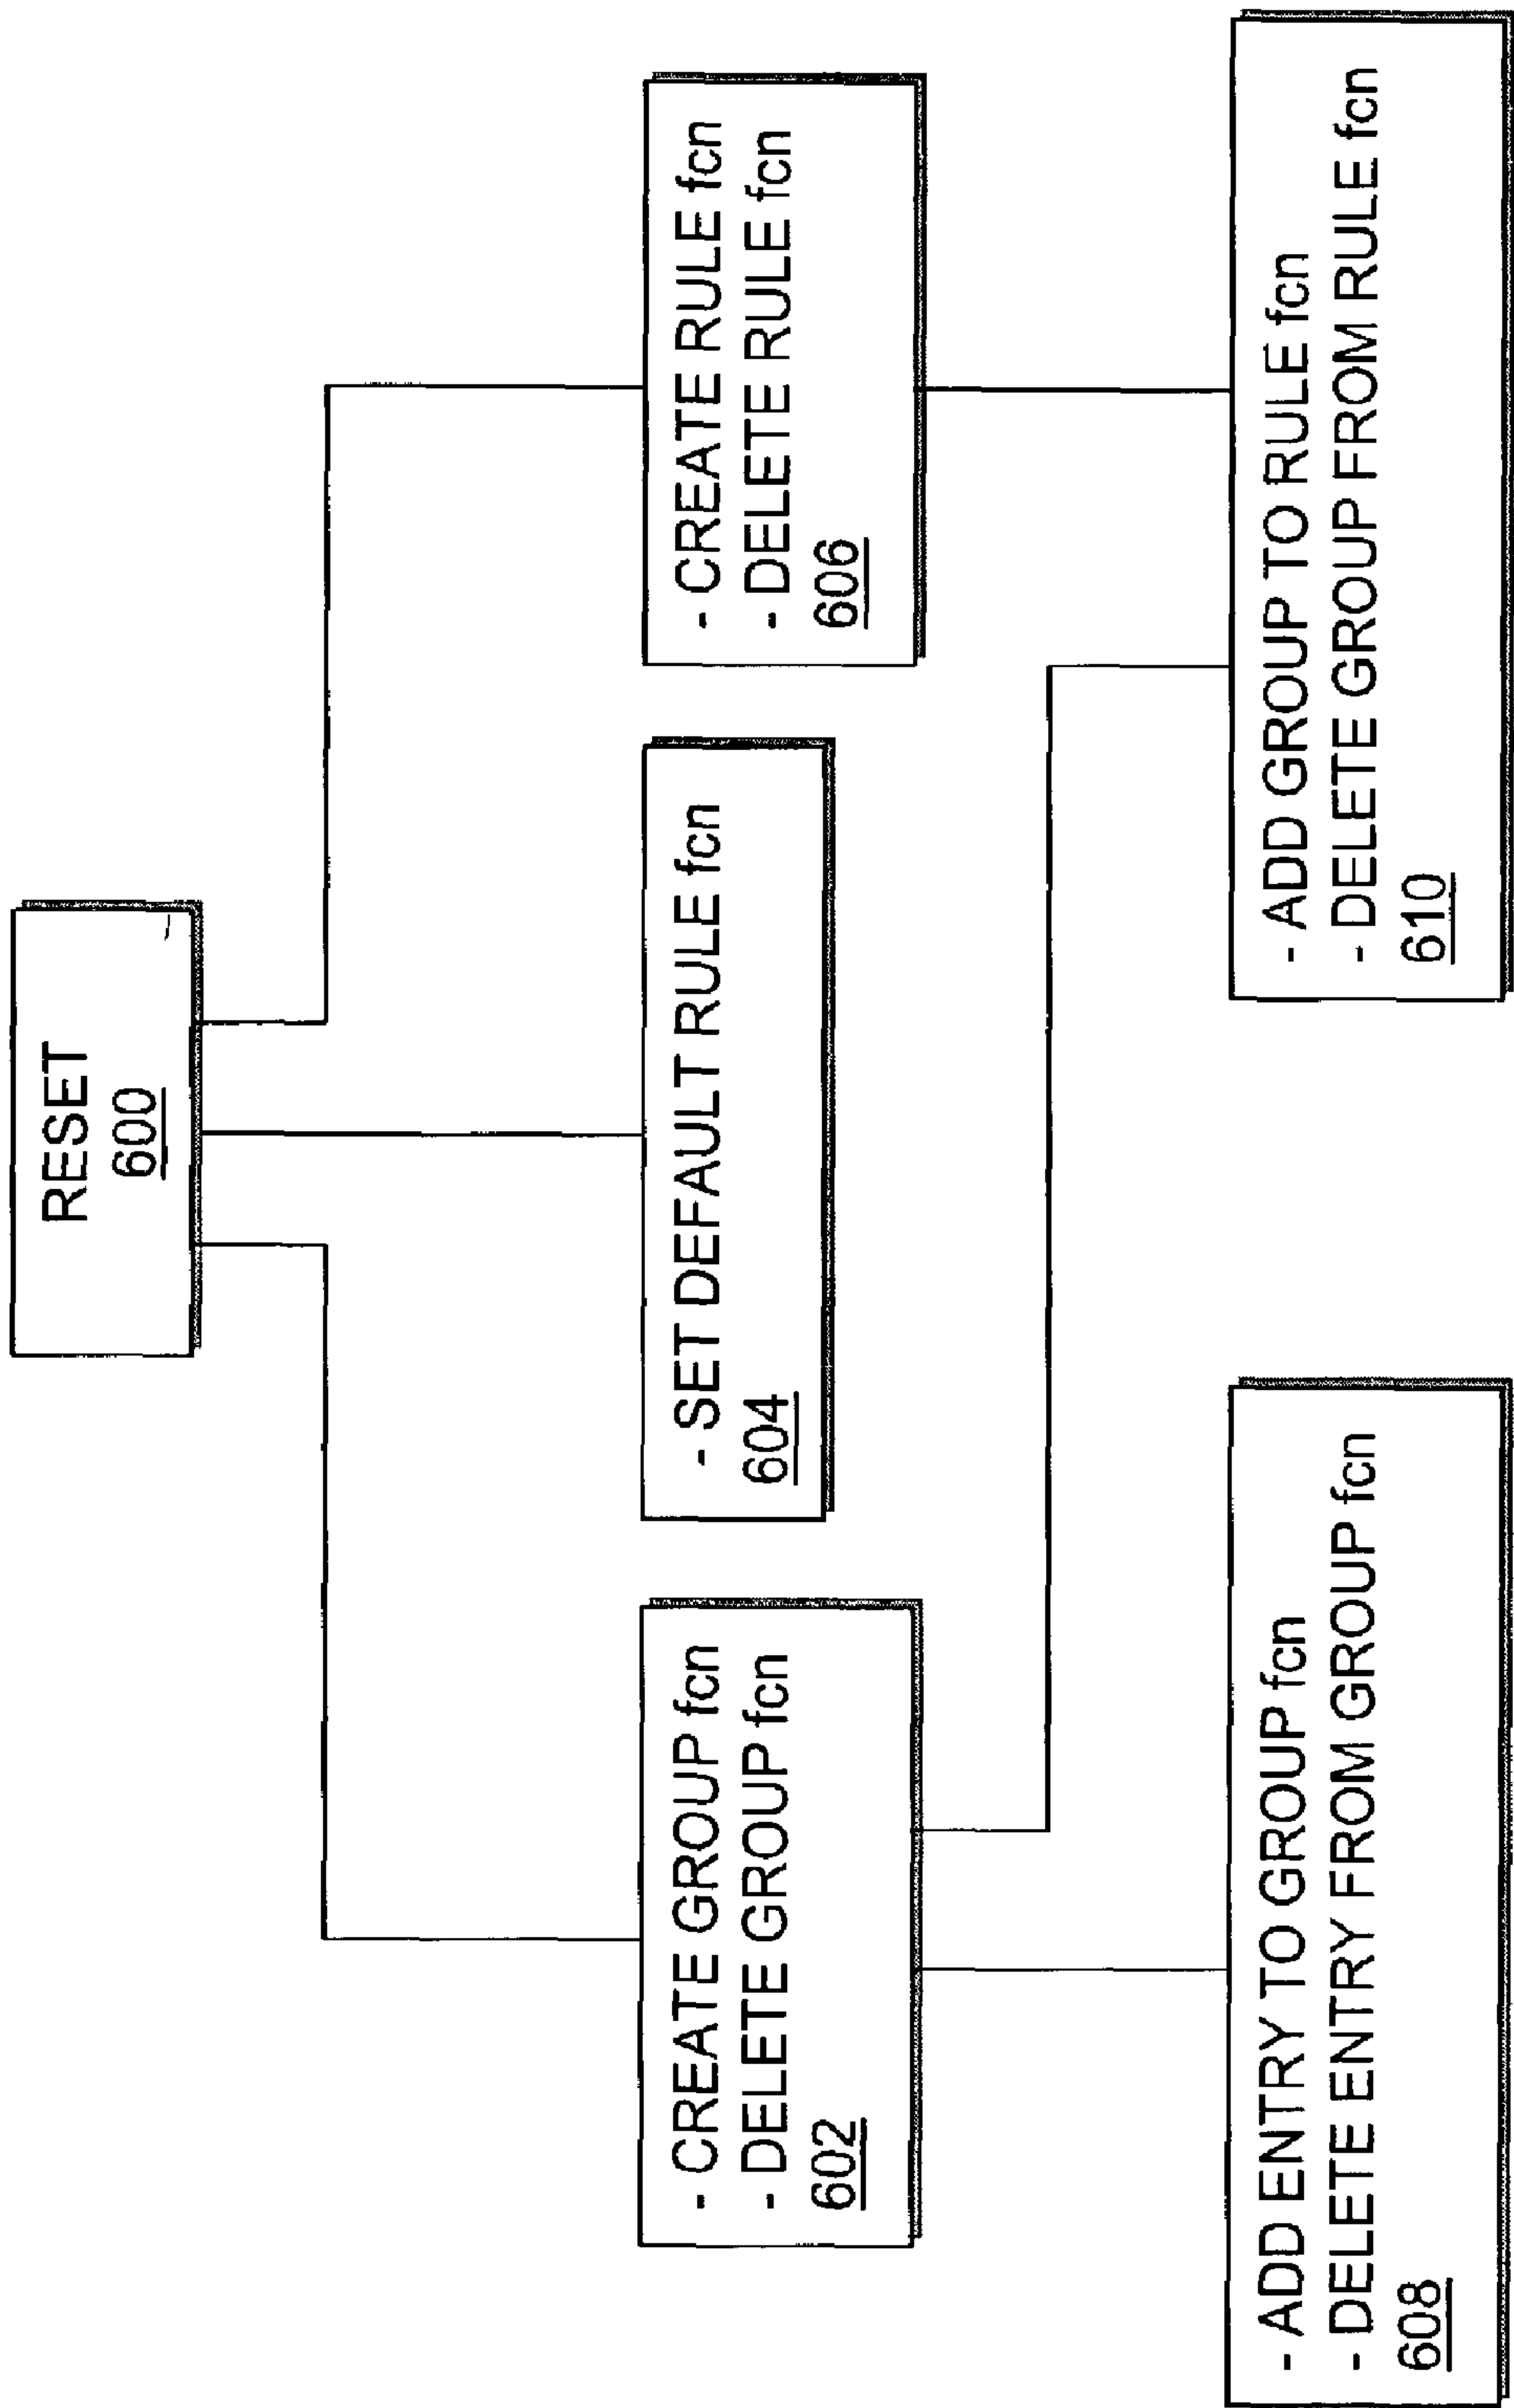 RESET
600
- CREATE GROUP fcn
- DELETE GROUP fcn
602
- SET DEFAULT RULE fcn
604
- CREATE RULE fcn
- DELETE RULE fcn
606
- ADD ENTRY TO GROUP fcn
- DELETE ENTRY FROM GROUP fcn
608
- ADD GROUP TO RULE fcn
- DELETE GROUP FROM RULE fcn
610